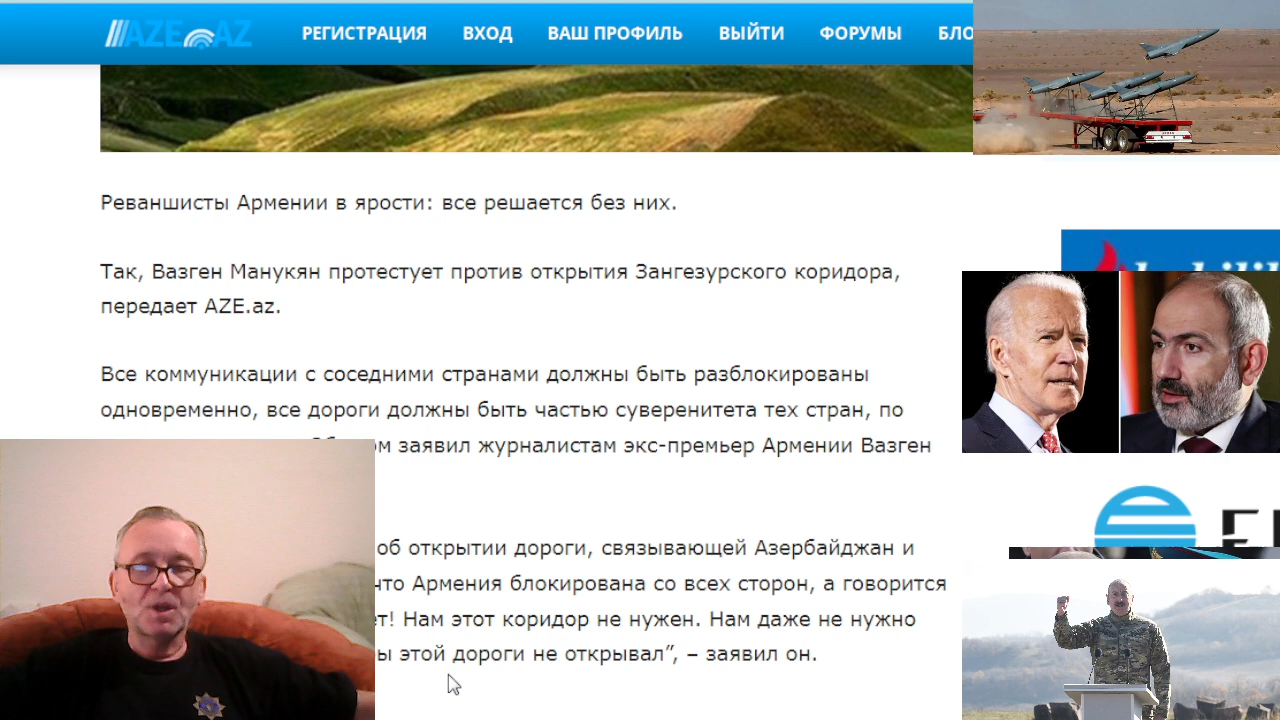 AZE.AZ
РЕГИСТРАЦИЯ ВХОД ВАШ ПРОФИЛЬ ВЫЙТИ ФОРУМЫ БЛО
Реваншисты Армении в ярости: все решается без них.
Так, Вазген Манукян протестует против открытия Зангезурского коридора,
передает AZE.az.
Все коммуникации с соседними странами должны быть разблокированы
одновременно, все дороги должны быть частью суверенитета тех стран, по
заявил журналистам экс-премьер Армении Вазген
об открытии дороги, связывающей Азербайджан и
что Армения блокирована со всех сторон, а говорится
Нам этот коридор не нужен. Нам даже не нужно
этой дороги не открывал”, – заявил он.